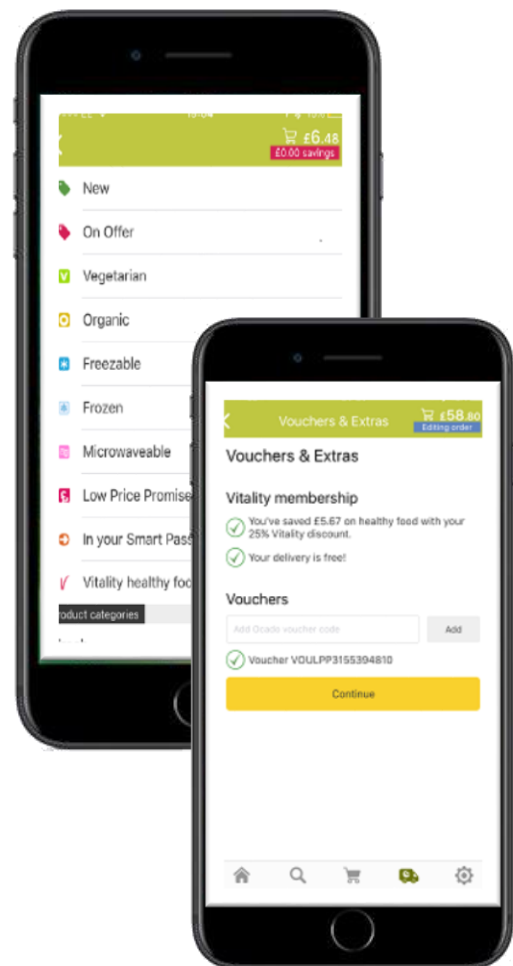 £6.48
£0.00 savings
New
On Offer
Vegetarian
Organic
Freezable
Frozen
Microwaveable
Low Price Promise
In your Smart Pass
Vitality healthy foo
roduct categories
Vouchers & Extras
£58.80
Editing order
Vouchers & Extras
Vitality membership
You've saved £5.67 on healthy food with your
25% Vitality discount.
Your delivery is free!
Vouchers
Add Ocado voucher code
Add
Voucher VOULPP3155394810
Continue